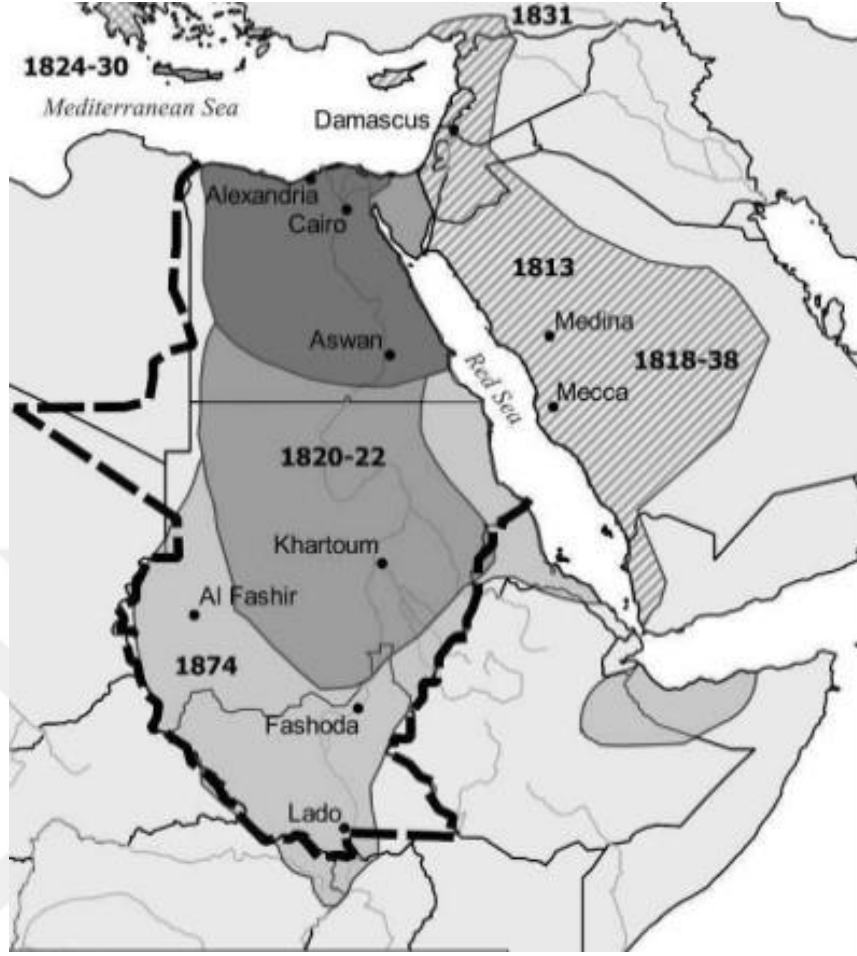 1831
1824-30
Mediterranean Sea
Damascus
Alexandria
Cairo
1813
Medina
Aswan
Red Sea
1818-38
Mecca
1820-22
Khartoum
Al Fashir
1874
Fashoda
Lado